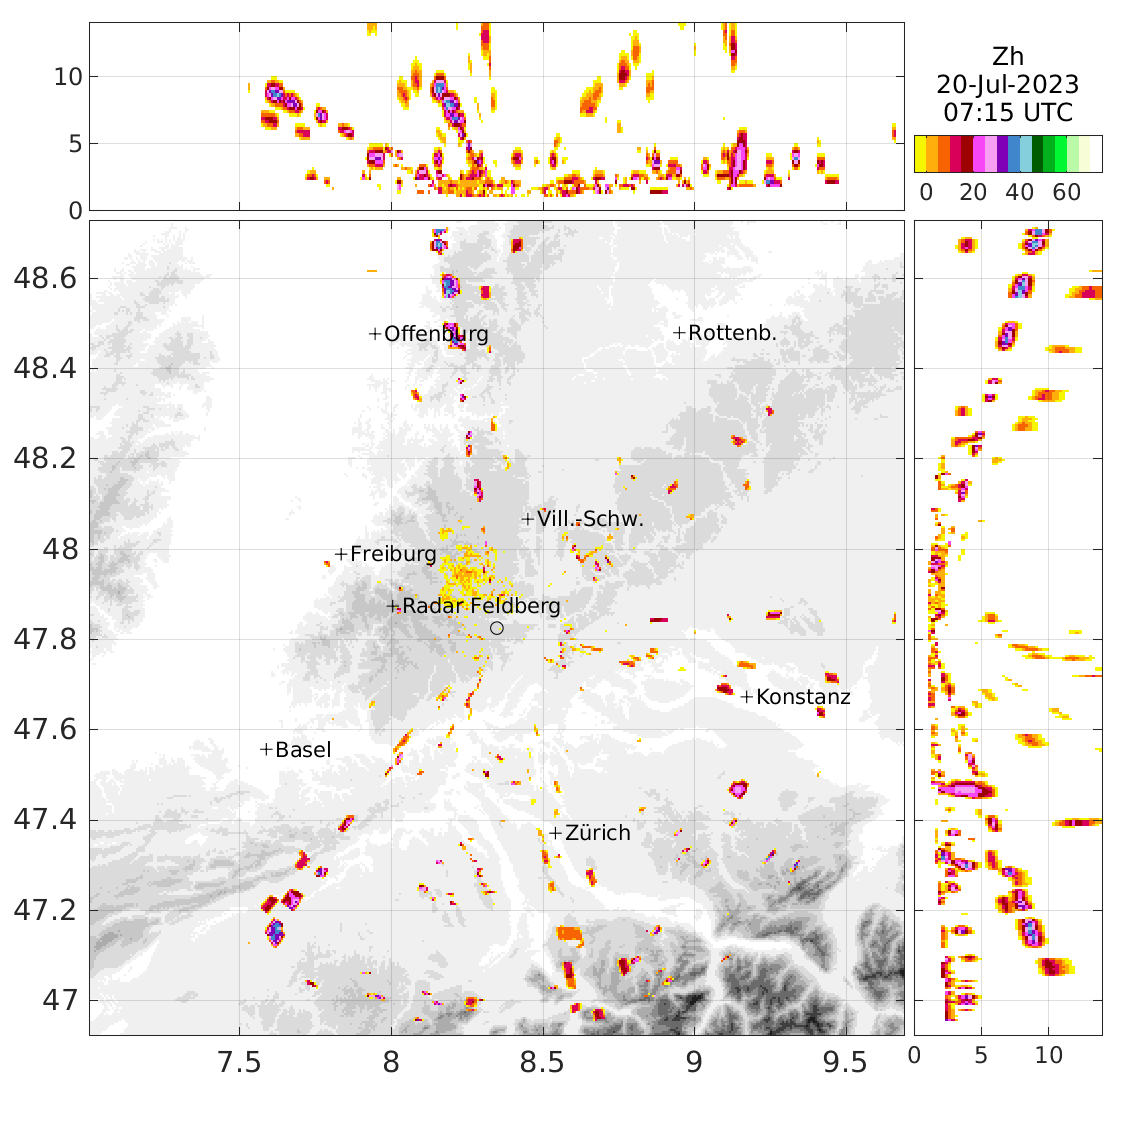 10
5
0
Zh
20-Jul-2023
07:15 UTC
0 20 40 60
48.6
48.4
48.2
48
47.8
47.6
47.4
47.2
47
+Offenburg
+Rottenb.
+Vill.-Schw.
+Freiburg
+Radar Feldberg
+Konstanz
+Basel
+Zürich
7.5 8 8.5 9 9.5
0 5 10